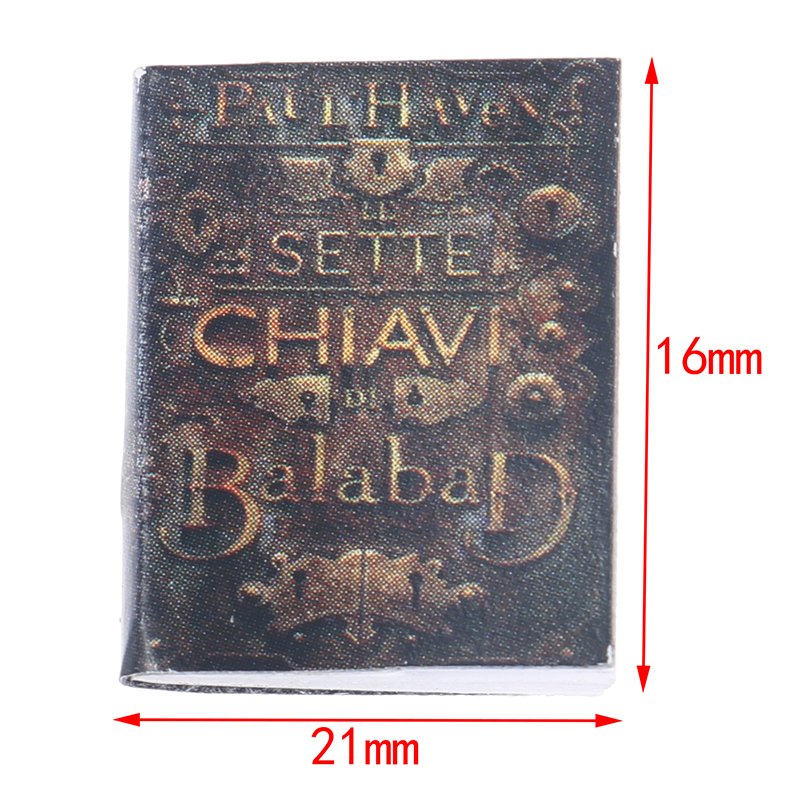 PAUL HAVEN
LE
SETTE
CHIAVI
DI
BalabaD
16mm
21mm